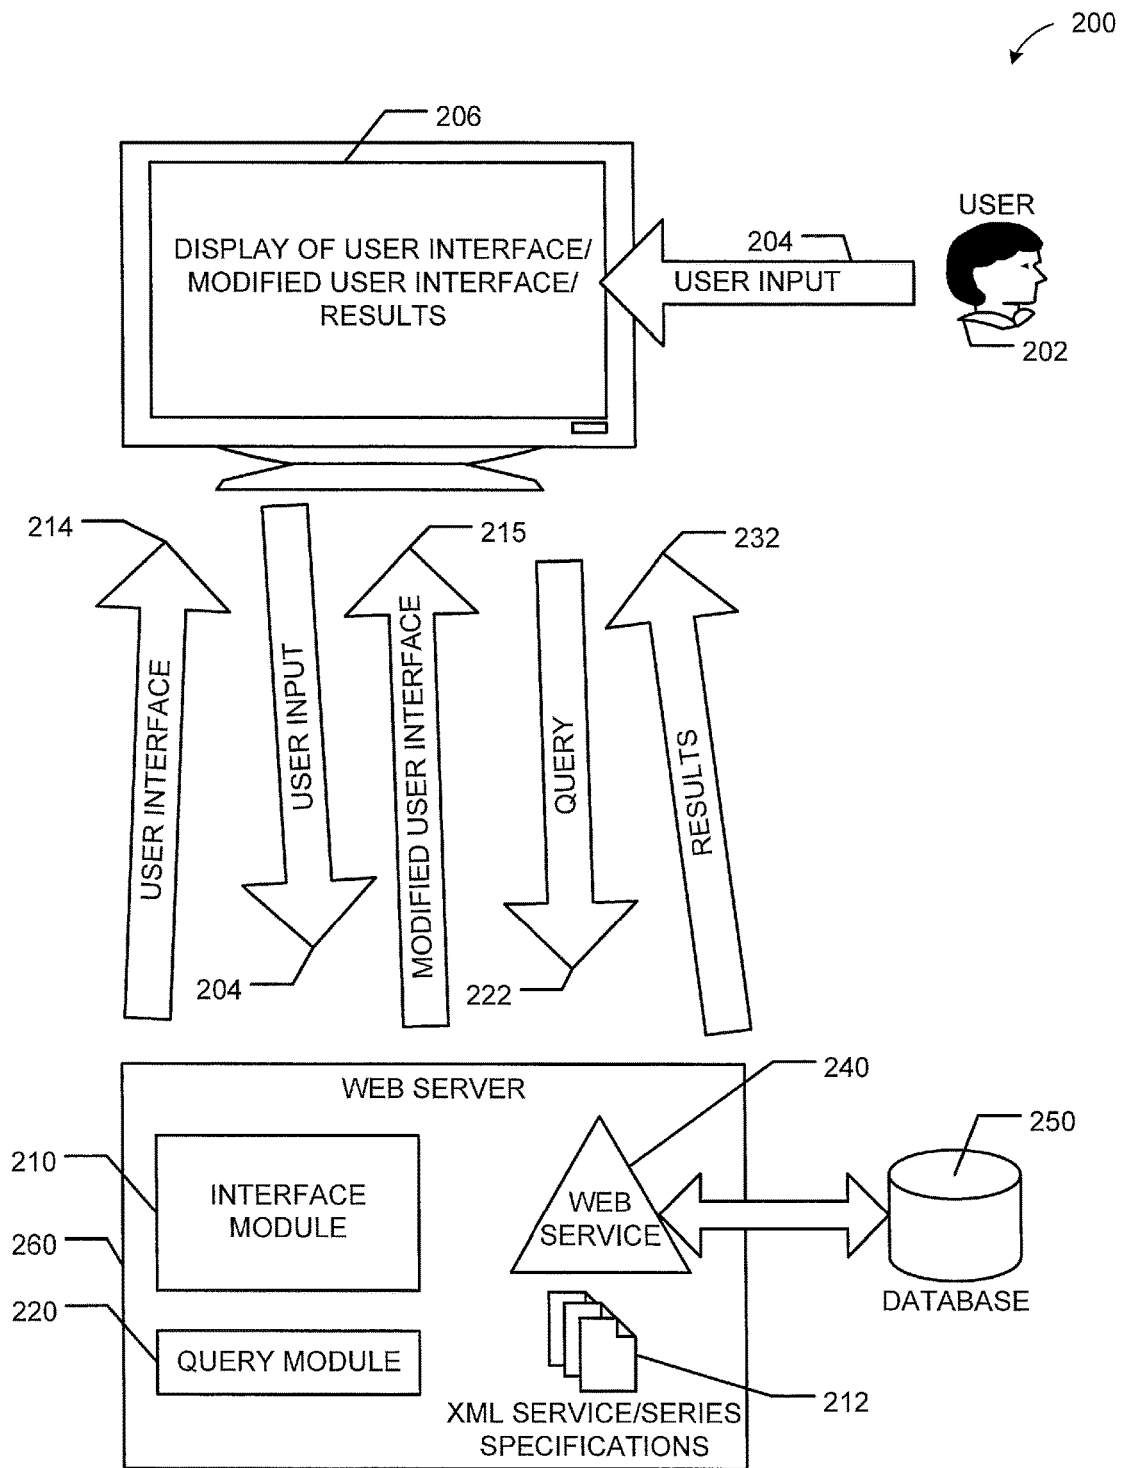 200
206
USER
204
DISPLAY OF USER INTERFACE/
MODIFIED USER INTERFACE/
RESULTS
USER INPUT
202
214
215
232
USER INTERFACE
USER INPUT
MODIFIED USER INTERFACE
QUERY
RESULTS
204
222
WEB SERVER
240
250
210
INTERFACE
MODULE
WEB
SERVICE
260
DATABASE
220
QUERY MODULE
212
XML SERVICE/SERIES
SPECIFICATIONS